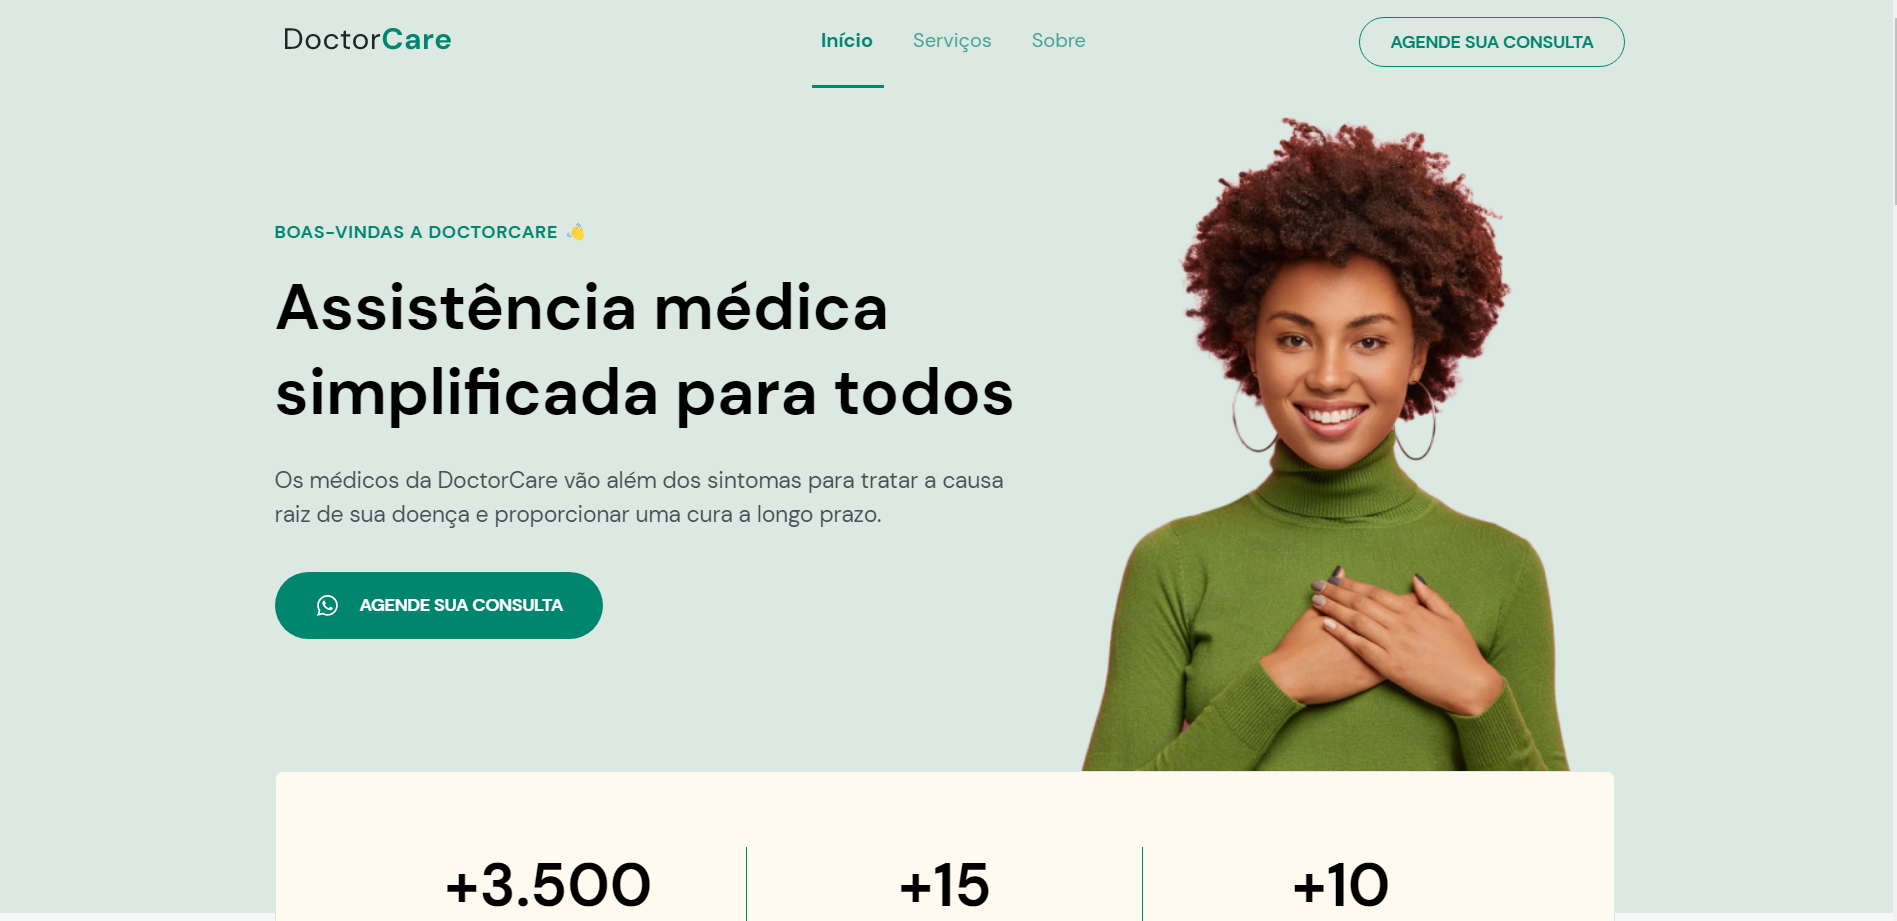 DoctorCare
Início
Serviços
Sobre
AGENDE SUA CONSULTA
BOAS-VINDAS A DOCTORCARE 👋
Assistência médica
simplificada para todos
Os médicos da DoctorCare vão além dos sintomas para tratar a causa
raiz de sua doença e proporcionar uma cura a longo prazo.
AGENDE SUA CONSULTA
+3.500
+15
+10